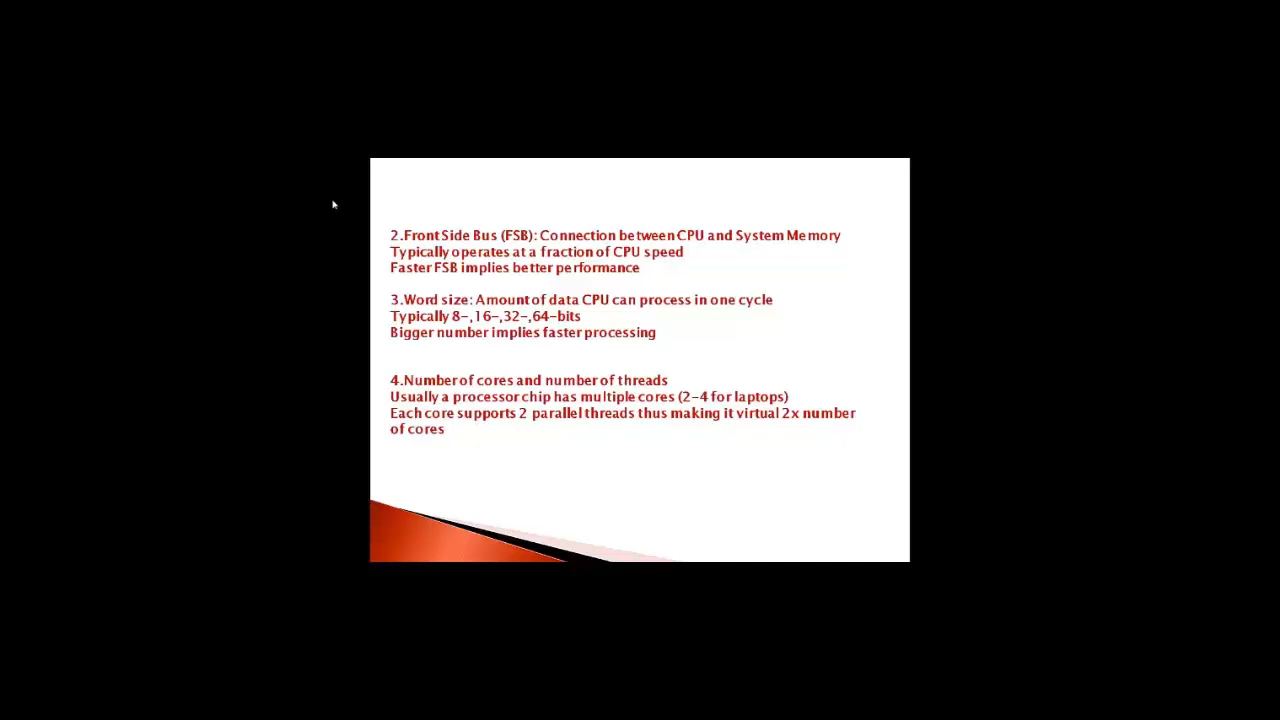 2.Front Side Bus (FSB): Connection between CPU and System Memory
Typically operates at a fraction of CPU speed
Faster FSB implies better performance
3.Word size: Amount of data CPU can process in one cycle
Typically 8-,16-,32-,64-bits
Bigger number implies faster processing
4.Number of cores and number of threads
Usually a processor chip has multiple cores (2-4 for laptops)
Each core supports 2 parallel threads thus making it virtual 2x number
of cores